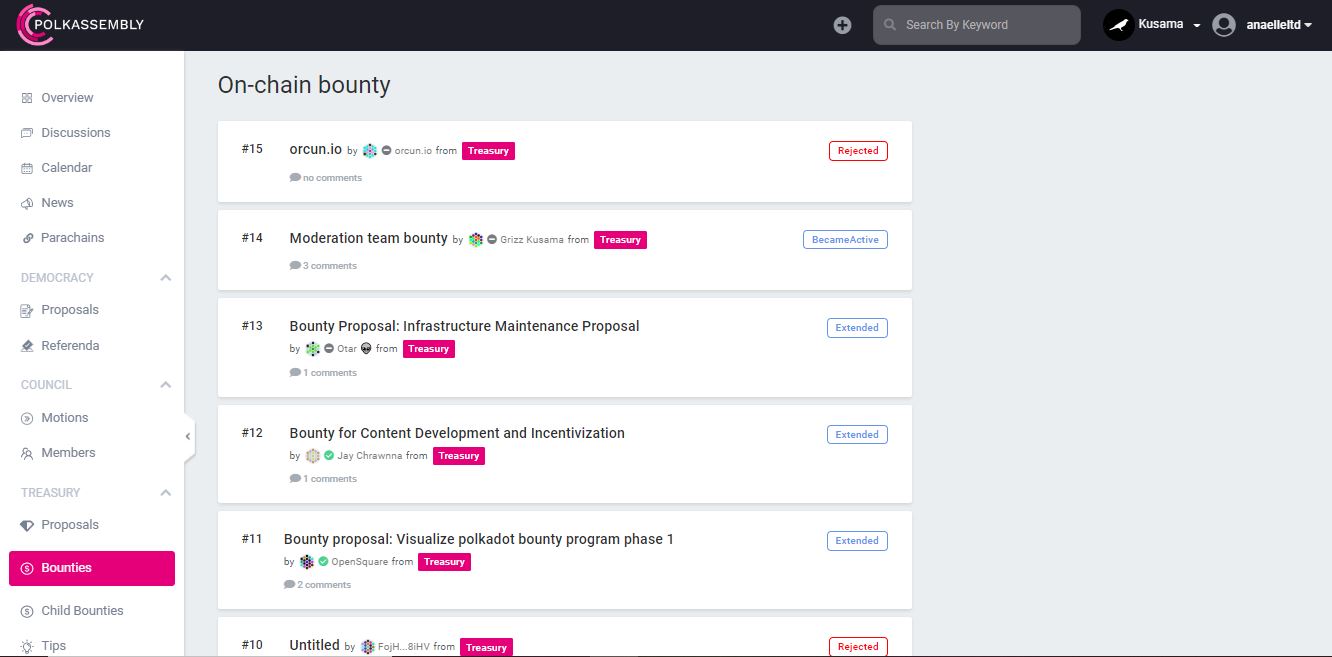 POLKASSEMBLY
Search By Keyword
Kusama
anaelleltd
Overview
Discussions
Calendar
News
Parachains
DEMOCRACY
Proposals
Referenda
COUNCIL
Motions
Members
TREASURY
Proposals
Bounties
Child Bounties
Tips
On-chain bounty
#15 orcun.io by orcun.io from Treasury Rejected
no comments
#14 Moderation team bounty by Grizz Kusama from Treasury BecameActive
3 comments
#13 Bounty Proposal: Infrastructure Maintenance Proposal Extended
by Otar 👽 from Treasury
1 comments
#12 Bounty for Content Development and Incentivization Extended
by Jay Chrawnna from Treasury
1 comments
#11 Bounty proposal: Visualize polkadot bounty program phase 1 Extended
by OpenSquare from Treasury
2 comments
#10 Untitled by FojH...8iHV from Treasury Rejected